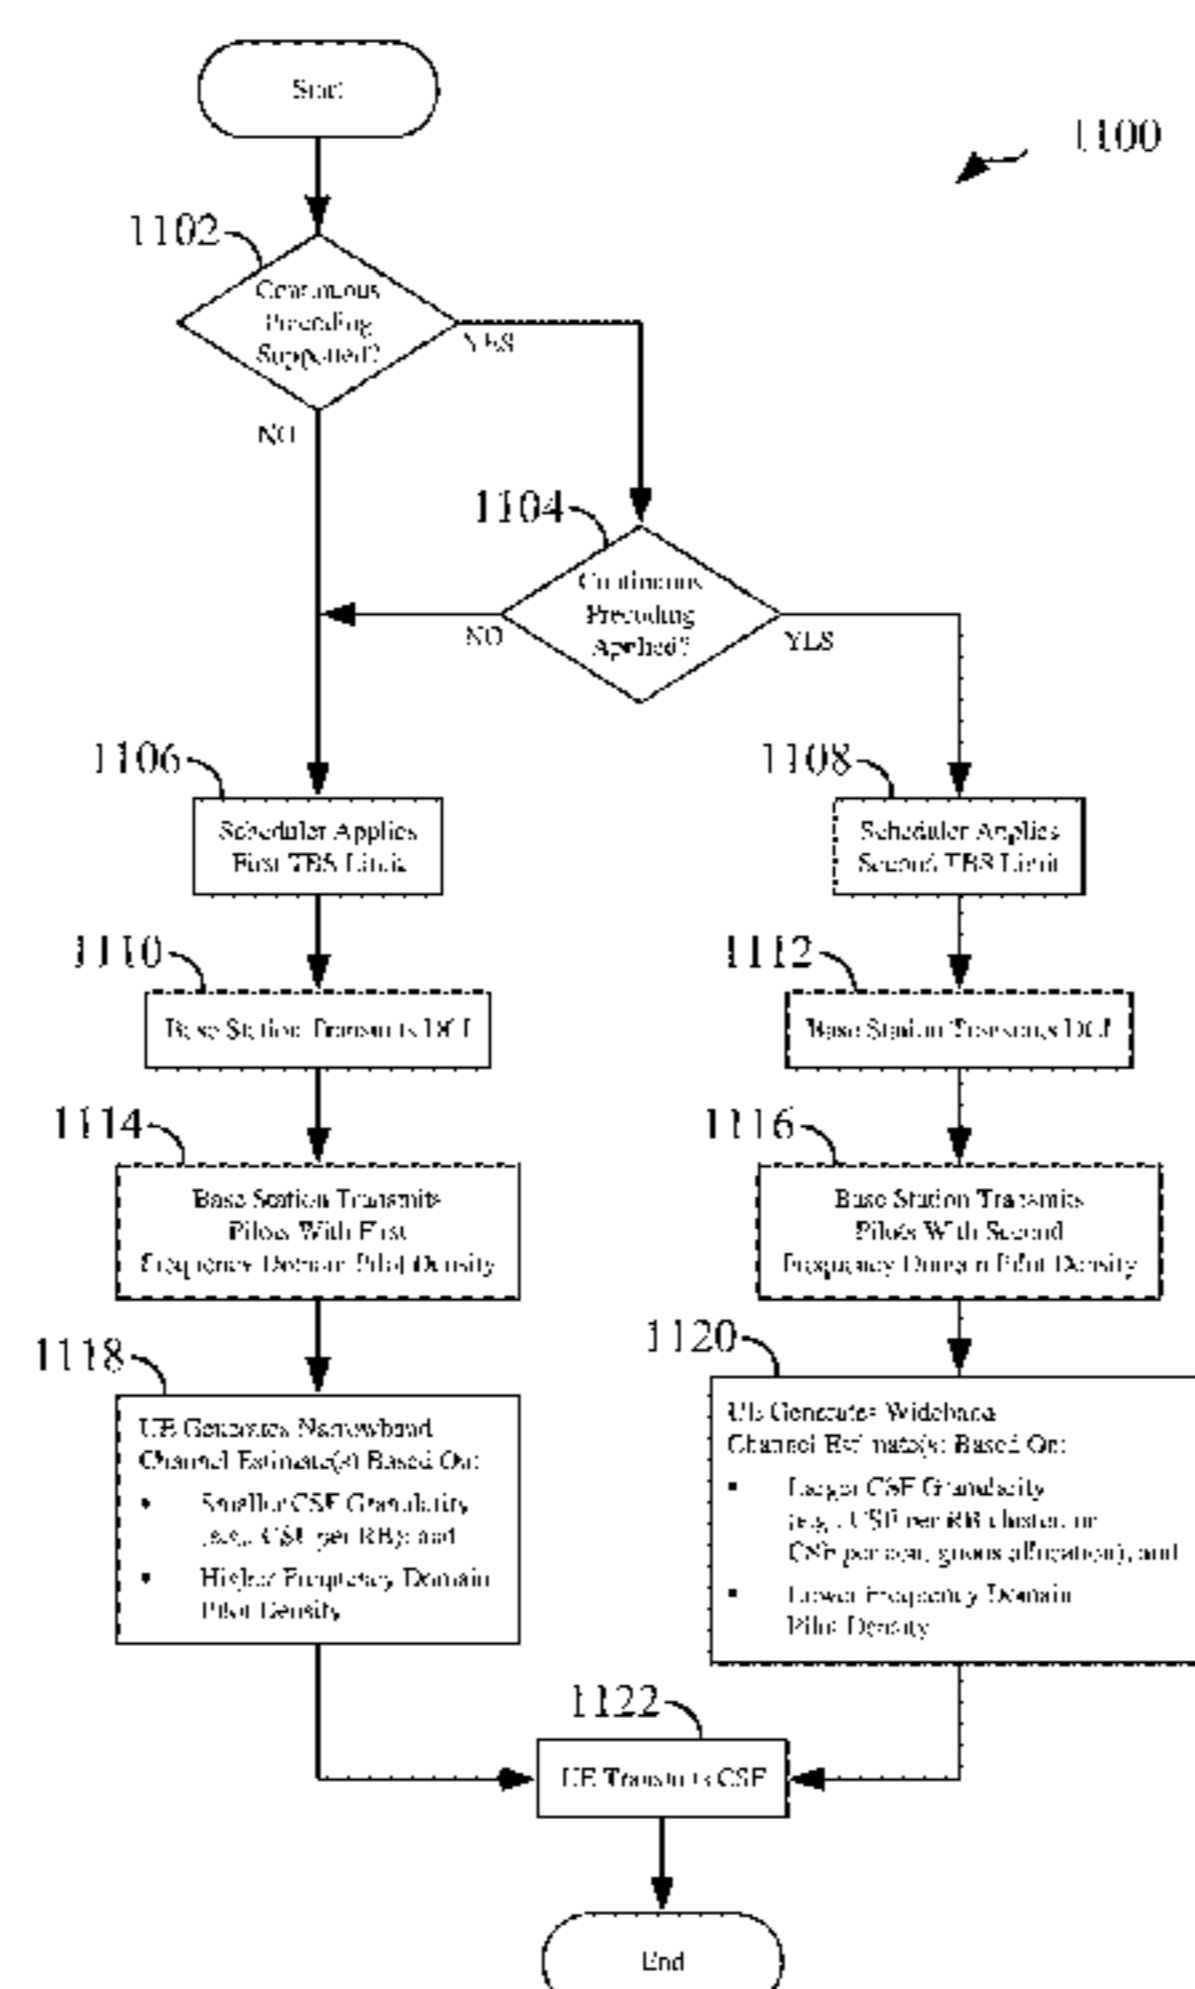 Start
1100
1102
Continuous
Precoding
Supported?
YES
NO
1104
Continuous
Precoding
Applied?
NO
YES
1106
Scheduler Applies
First TBS Limit
1108
Scheduler Applies
Second TBS Limit
1110
Base Station Transmits DCI
1112
Base Station Transmits DCI
1114
Base Station Transmits
Pilots With First
Frequency Domain Pilot Density
1116
Base Station Transmits
Pilots With Second
Frequency Domain Pilot Density
1118
UE Generates Narrowband
Channel Estimate(s) Based On:
• Smaller CSF Granularity
(e.g., CSF per RB); and
• Higher Frequency Domain
Pilot Density
1120
UE Generates Wideband
Channel Estimate(s) Based On:
• Larger CSF Granularity
(e.g., CSF per RB cluster, or
CSF per contiguous allocation); and
• Lower Frequency Domain
Pilot Density
1122
UE Transmits CSF
End